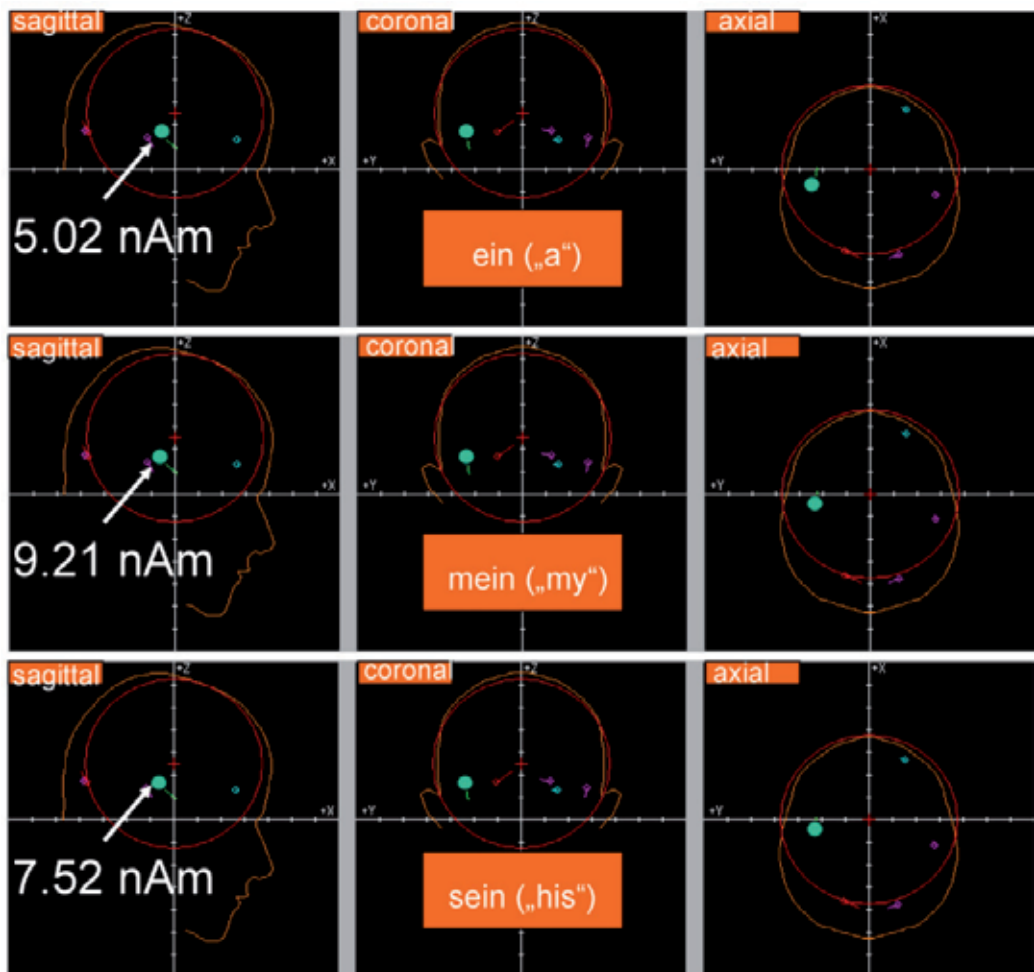 sagittal
+Z
+X
5.02 nAm
coronal
+Z
+Y
ein („a“)
axial
+X
+Y
sagittal
+Z
+X
9.21 nAm
coronal
+Z
+Y
mein („my“)
axial
+X
+Y
sagittal
+Z
+X
7.52 nAm
coronal
+Z
+Y
sein („his“)
axial
+X
+Y